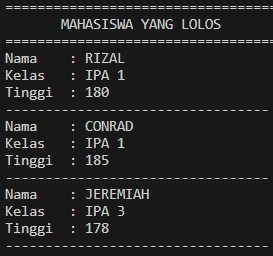 ==================================
MAHASISWA YANG LOLOS
==================================
Nama    : RIZAL
Kelas   : IPA 1
Tinggi  : 180
---------------------------------
Nama    : CONRAD
Kelas   : IPA 1
Tinggi  : 185
---------------------------------
Nama    : JEREMIAH
Kelas   : IPA 3
Tinggi  : 178
---------------------------------